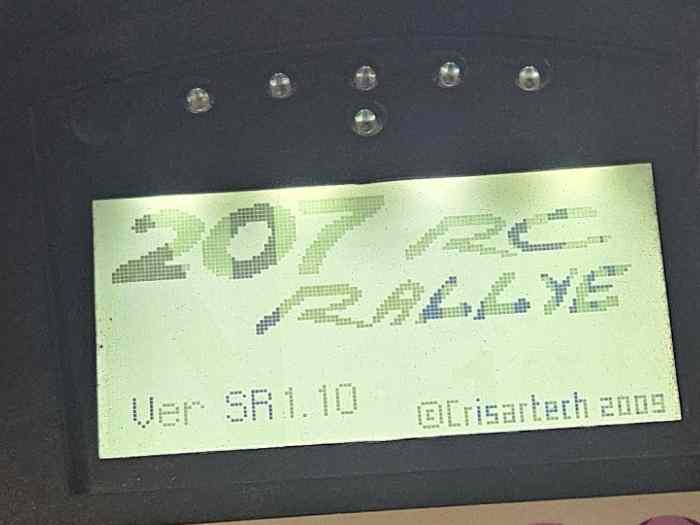 207 RC
RALLYE
Ver SR1.10 ©Crisartech 2009